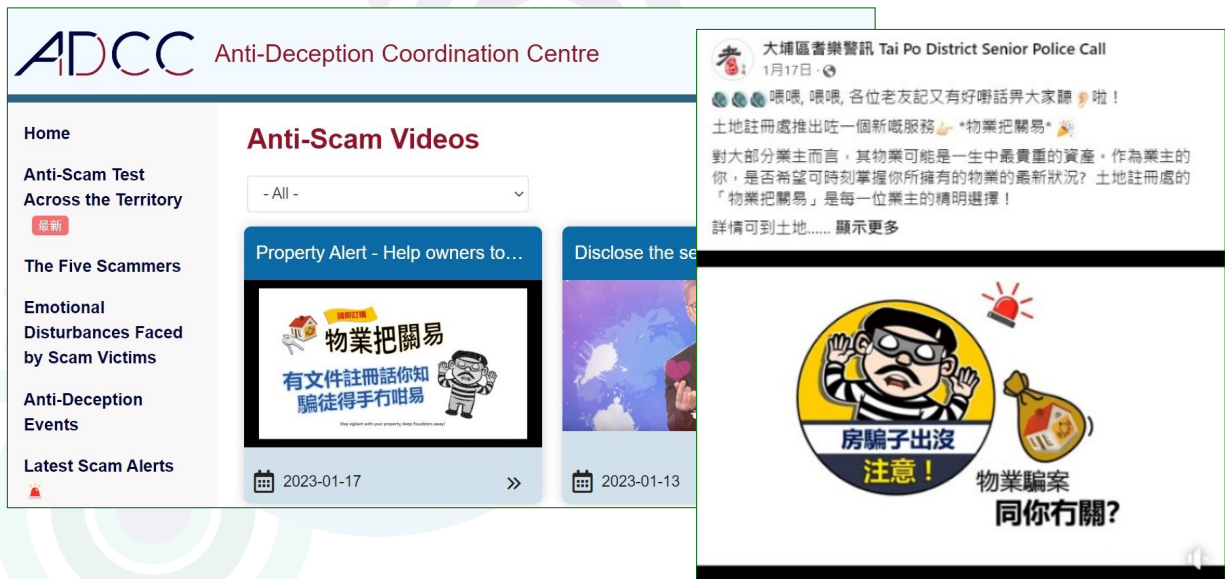 ADCC Anti-Deception Coordination Centre
Home
Anti-Scam Test
Across the Territory
最新
The Five Scammers
Emotional
Disturbances Faced
by Scam Victims
Anti-Deception
Events
Latest Scam Alerts
Anti-Scam Videos
- All -
Property Alert - Help owners to...
請即訂購
物業把關易
有文件註冊話你知
騙徒得手冇咁易
Stay vigilant with your property, keep fraudsters away!
2023-01-17
»
Disclose the se
2023-01-13
耆
大埔區耆樂警訊 Tai Po District Senior Police Call
1月17日
喂喂, 喂喂, 各位老友記又有好嘢話畀大家聽啦！
土地註冊處推出咗一個新嘅服務 *物業把關易*
對大部分業主而言，其物業可能是一生中最貴重的資產。作為業主的
你，是否希望可時刻掌握你所擁有的物業的最新狀況? 土地註冊處的
「物業把關易」是每一位業主的精明選擇！
詳情可到土地...... 顯示更多
房騙子出沒
注意！
物業騙案
同你冇關?